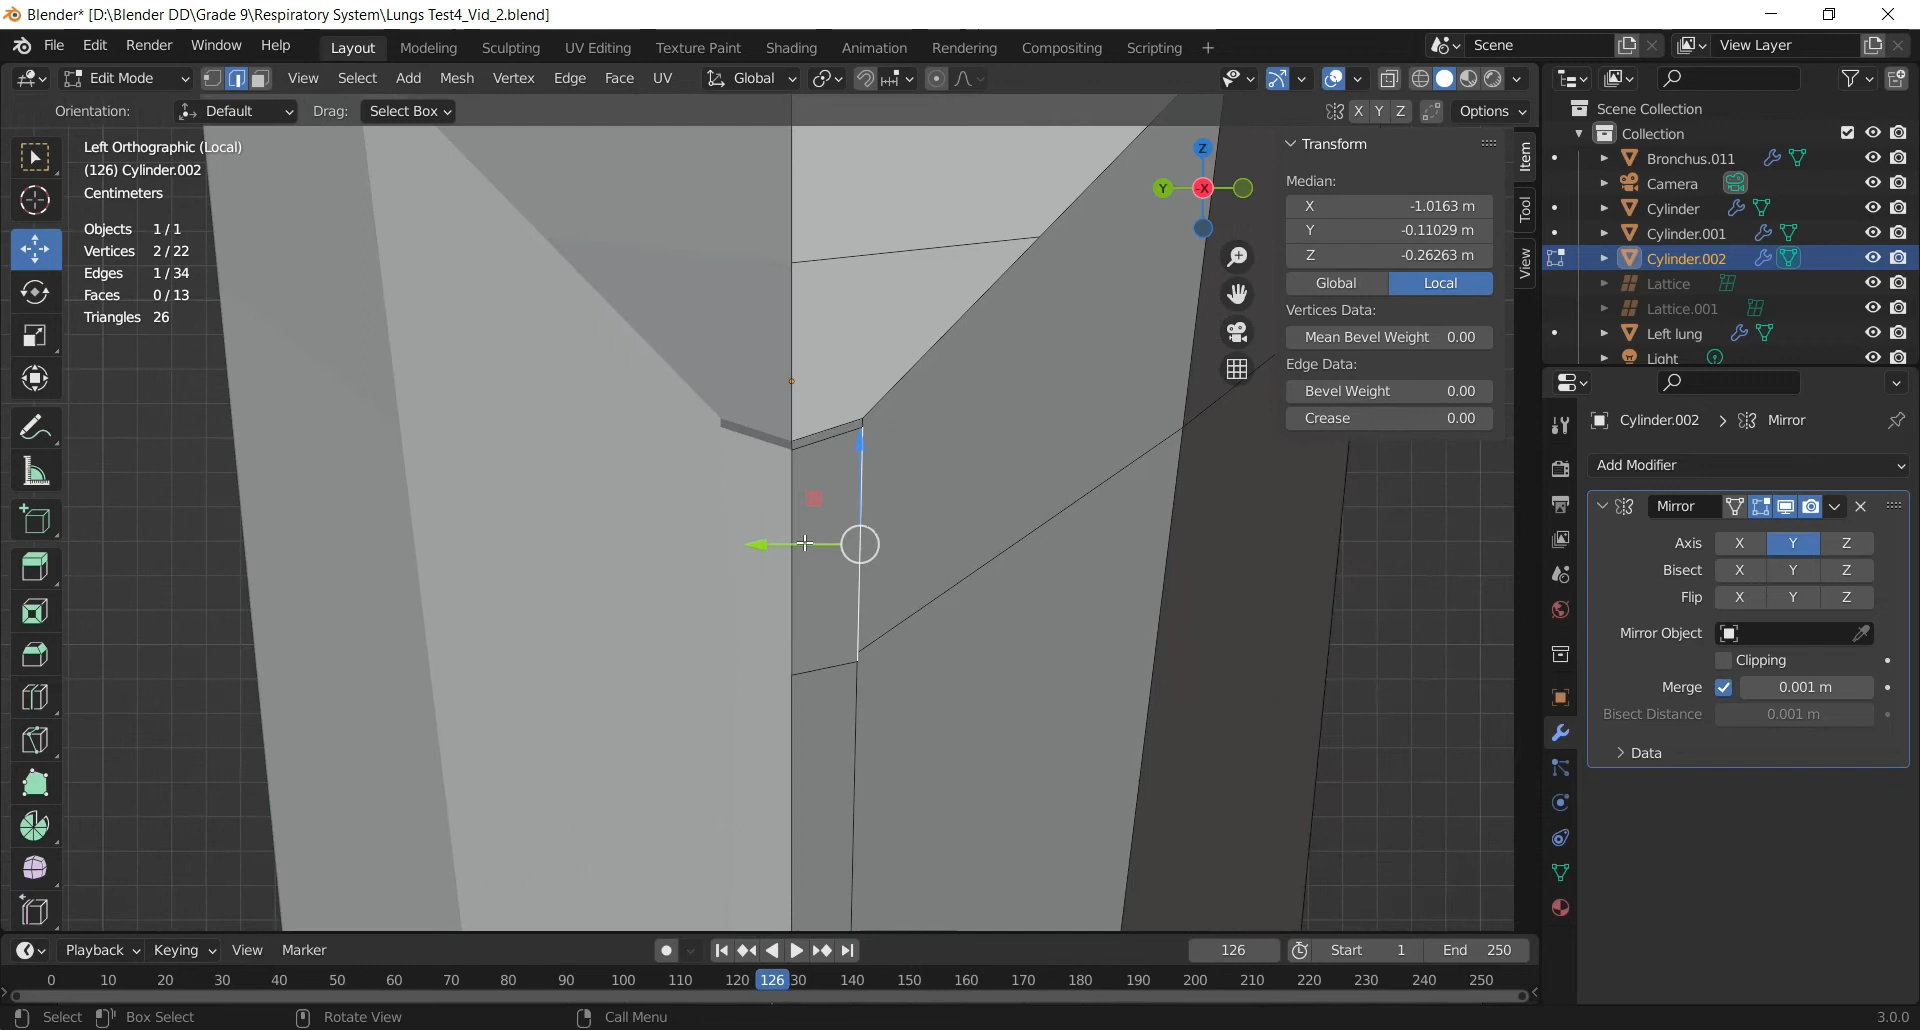 Blender* [D:\Blender DD\Grade 9\Respiratory System\Lungs Test4_Vid_2.blend]
File Edit Render Window Help Layout Modeling Sculpting UV Editing Texture Paint Shading Animation Rendering Compositing Scripting + Scene View Layer
Edit Mode View Select Add Mesh Vertex Edge Face UV Global
Orientation: Default Drag: Select Box X Y Z Options
Left Orthographic (Local)
(126) Cylinder.002
Centimeters
Objects 1/1
Vertices 2/22
Edges 1/34
Faces 0/13
Triangles 26
Z
Y -X
Transform
Median:
X -1.0163 m
Y -0.11029 m
Z -0.26263 m
Global Local
Vertices Data:
Mean Bevel Weight 0.00
Edge Data:
Bevel Weight 0.00
Crease 0.00
Item
Tool
View
Scene Collection
Collection
Bronchus.011
Camera
Cylinder
Cylinder.001
Cylinder.002
Lattice
Lattice.001
Left lung
Light
Cylinder.002 > Mirror
Add Modifier
Mirror
Axis X Y Z
Bisect X Y Z
Flip X Y Z
Mirror Object
Clipping
Merge 0.001 m
Bisect Distance 0.001 m
Data
Playback Keying View Marker 126 Start 1 End 250
0 10 20 30 40 50 60 70 80 90 100 110 120 126 30 140 150 160 170 180 190 200 210 220 230 240 250
Select Box Select Rotate View Call Menu 3.0.0